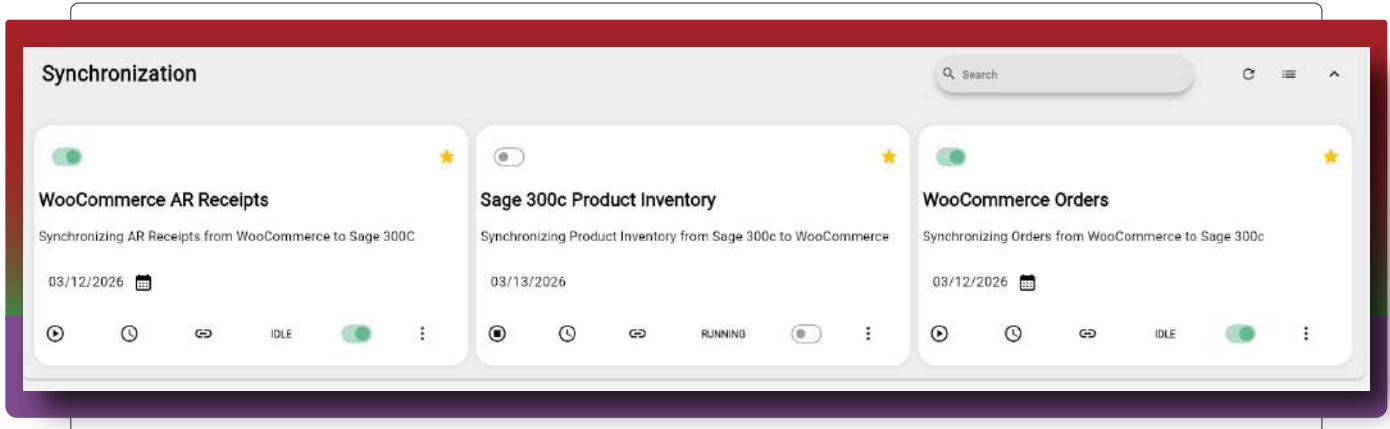 Synchronization
Search
WooCommerce AR Receipts
Synchronizing AR Receipts from WooCommerce to Sage 300C
03/12/2026
IDLE
Sage 300c Product Inventory
Synchronizing Product Inventory from Sage 300c to WooCommerce
03/13/2026
RUNNING
WooCommerce Orders
Synchronizing Orders from WooCommerce to Sage 300c
03/12/2026
IDLE